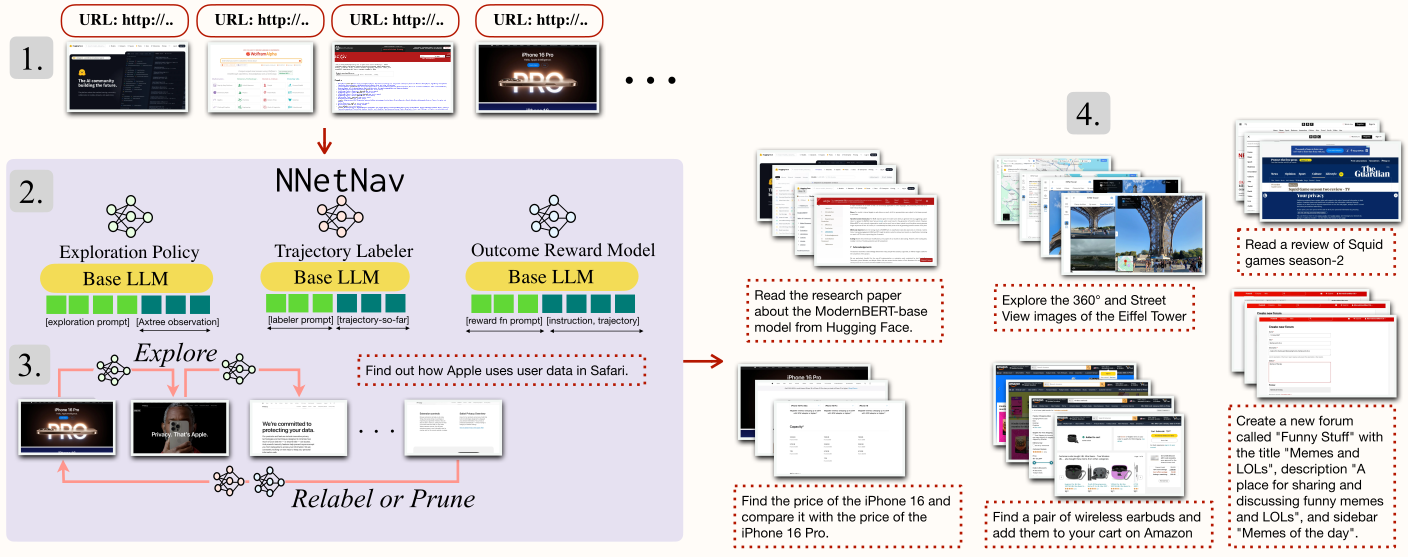 URL: http://..
URL: http://..
URL: http://..
URL: http://..
1.
The AI community
building the future.
WolframAlpha
iPhone 16 Pro
PRO
2.
NNetNav
Exploration Policy
Base LLM
[exploration prompt] [Axtree observation]
Trajectory Labeler
Base LLM
[labeler prompt] [trajectory-so-far]
Outcome Reward Model
Base LLM
[reward fn prompt] [instruction, trajectory]
3.
Explore
Find out how Apple uses user data in Safari.
iPhone 16 Pro
PRO
Privacy. That's Apple.
We're committed to
protecting your data.
Relabel or Prune
4.
Read the research paper
about the ModernBERT-base
model from Hugging Face.
Explore the 360° and Street
View images of the Eiffel Tower
The
Guardian
Your privacy
Read a review of Squid
games season-2
iPhone 16 Pro
Find the price of the iPhone 16 and
compare it with the price of the
iPhone 16 Pro.
Find a pair of wireless earbuds and
add them to your cart on Amazon
Create new forum
Create a new forum
called "Funny Stuff" with
the title "Memes and
LOLs", description "A
place for sharing and
discussing funny memes
and LOLs", and sidebar
"Memes of the day".